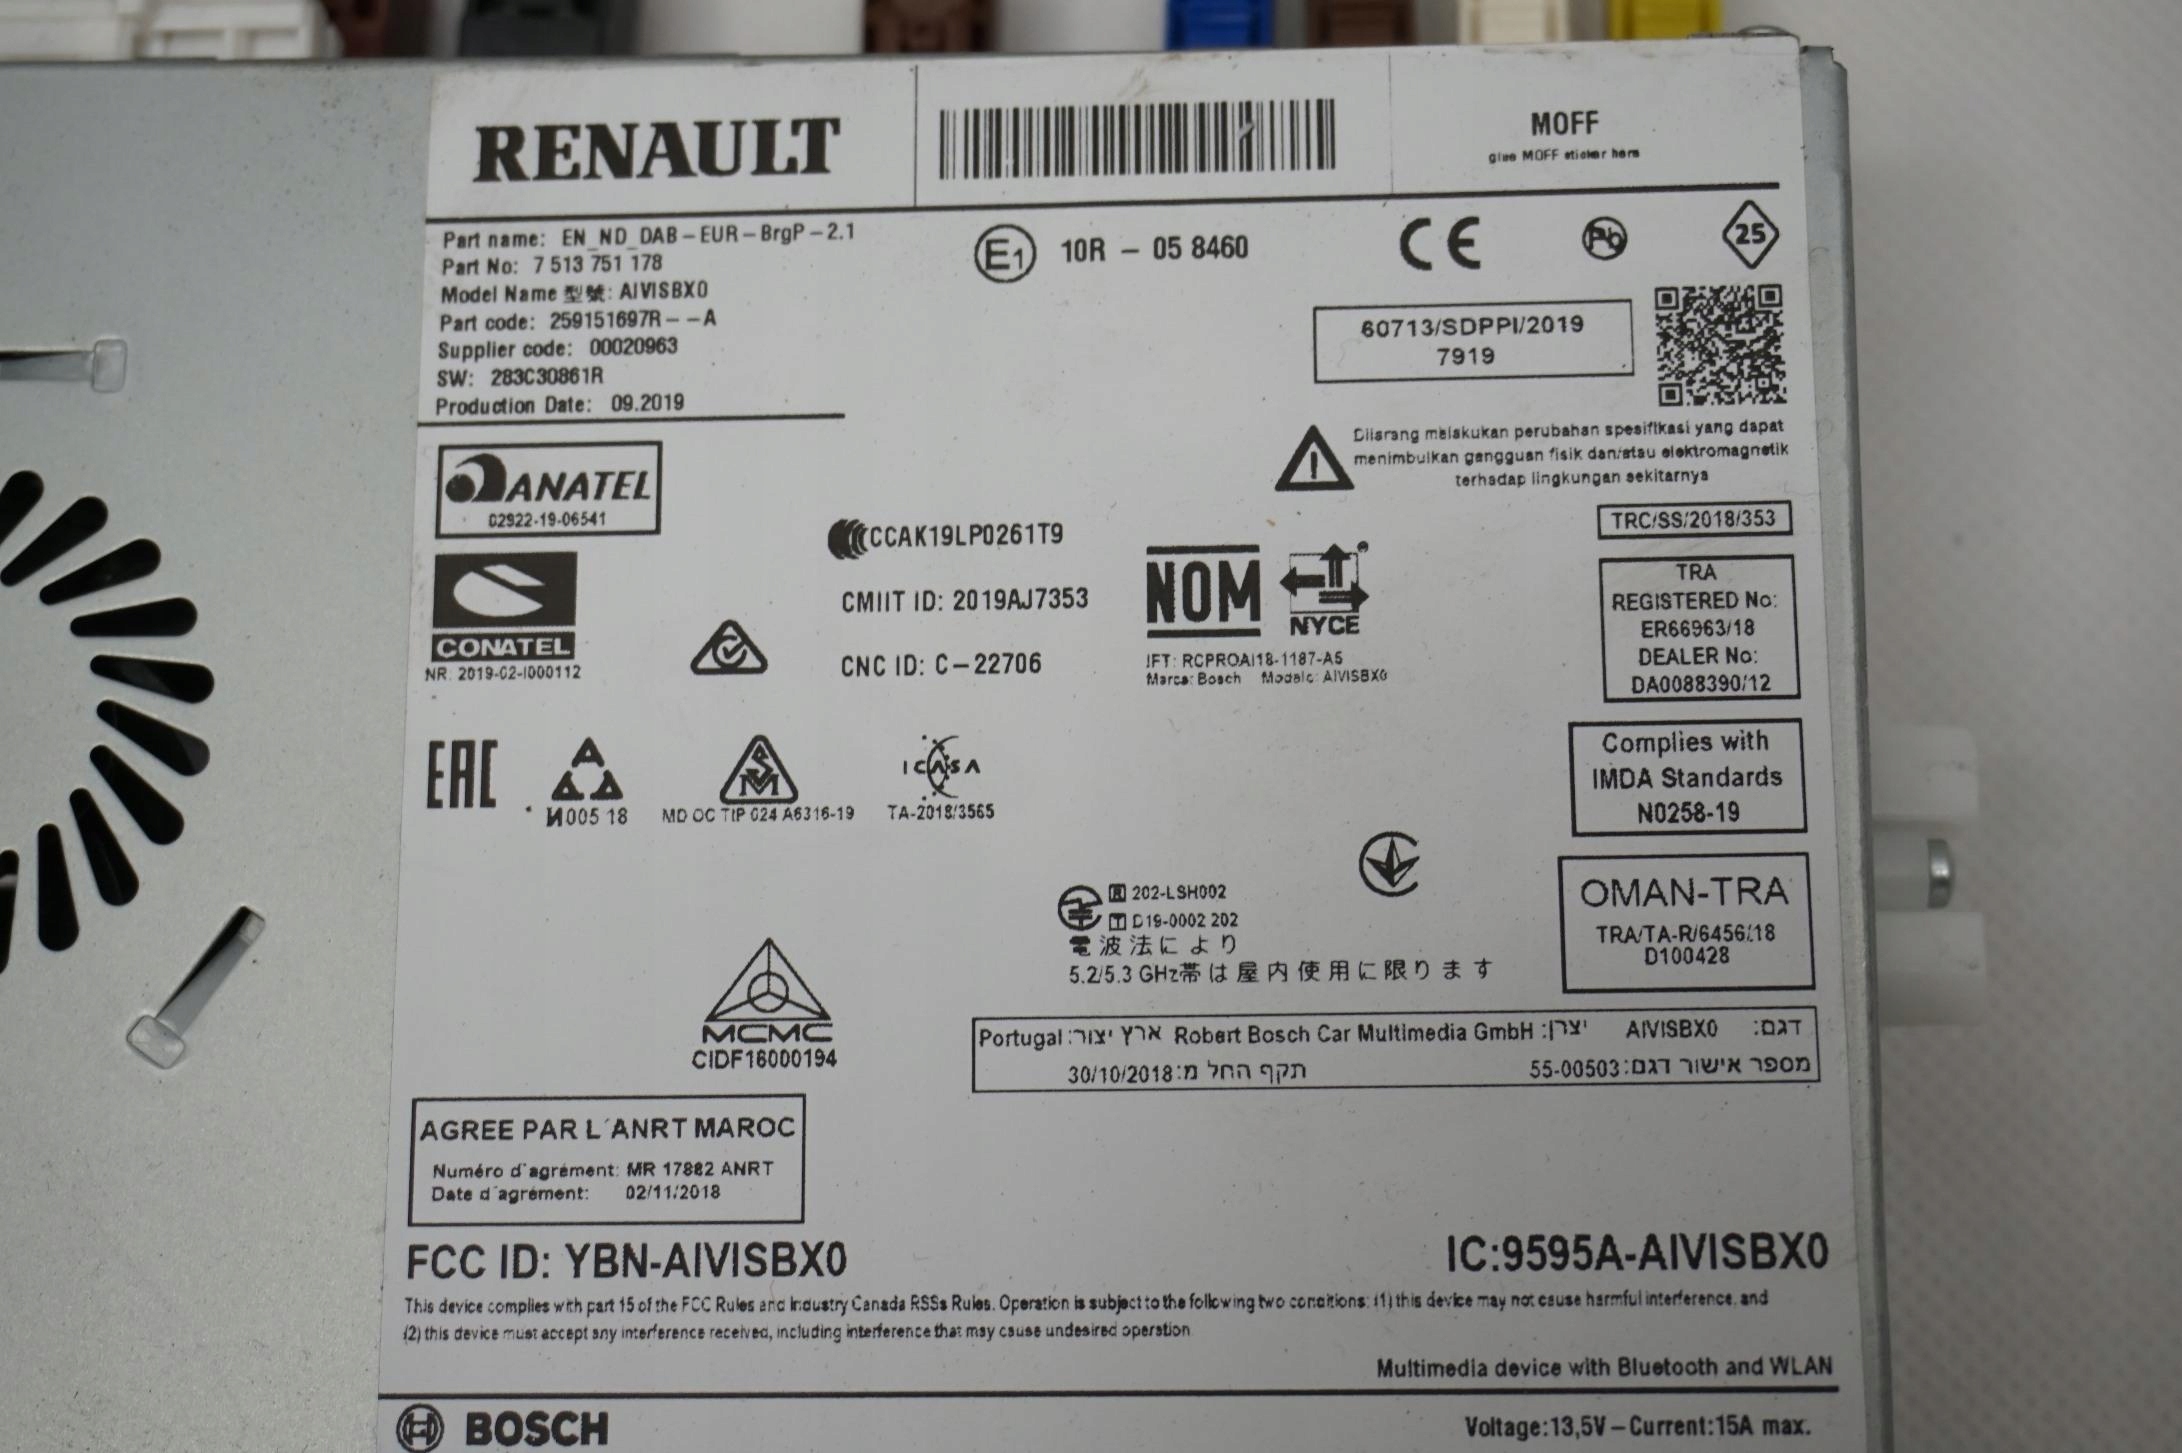 RENAULT
MOFF
glue MOFF sticker here
Part name: EN_ND_DAB-EUR-BrgP-2.1
Part No: 7 513 751 178
Model Name 型號: AIVISBX0
Part code: 259151697R--A
Supplier code: 00020963
SW: 283C30861R
Production Date: 09.2019
E1 10R - 05 8460
CE
Pb
25
60713/SDPPI/2019
7919
Dilarang melakukan perubahan spesifikasi yang dapat
menimbulkan gangguan fisik dan/atau elektromagnetik
terhadap lingkungan sekitarnya
ANATEL
02922-19-06541
CONATEL
NR: 2019-02-I000112
CCAK19LP0261T9
CMIIT ID: 2019AJ7353
CNC ID: C-22706
NOM
NYCE
IFT: RCPROAI18-1187-A5
Marca: Bosch Modelo: AIVISBX0
TRC/SS/2018/353
TRA
REGISTERED No:
ER66963/18
DEALER No:
DA0088390/12
EAC
И005 18
SM
MD OC TIP 024 A6316-19
ICASA
TA-2018/3565
Complies with
IMDA Standards
N0258-19
R 202-LSH002
T D19-0002 202
電波法により
5.2/5.3 GHz帯は屋内使用に限ります
OMAN-TRA
TRA/TA-R/6456/18
D100428
MCMC
CIDF16000194
דגם: AIVISBX0 יצרן: Robert Bosch Car Multimedia GmbH ארץ יצור: Portugal
מספר אישור דגם: 55-00503 תקף החל מ: 30/10/2018
AGREE PAR L´ANRT MAROC
Numéro d´agrément: MR 17882 ANRT
Date d´agrément: 02/11/2018
FCC ID: YBN-AIVISBX0
IC:9595A-AIVISBX0
This device complies with part 15 of the FCC Rules and Industry Canada RSSs Rules. Operation is subject to the following two conditions: (1) this device may not cause harmful interference, and
(2) this device must accept any interference received, including interference that may cause undesired operation
Multimedia device with Bluetooth and WLAN
BOSCH
Voltage:13,5V-Current:15A max.